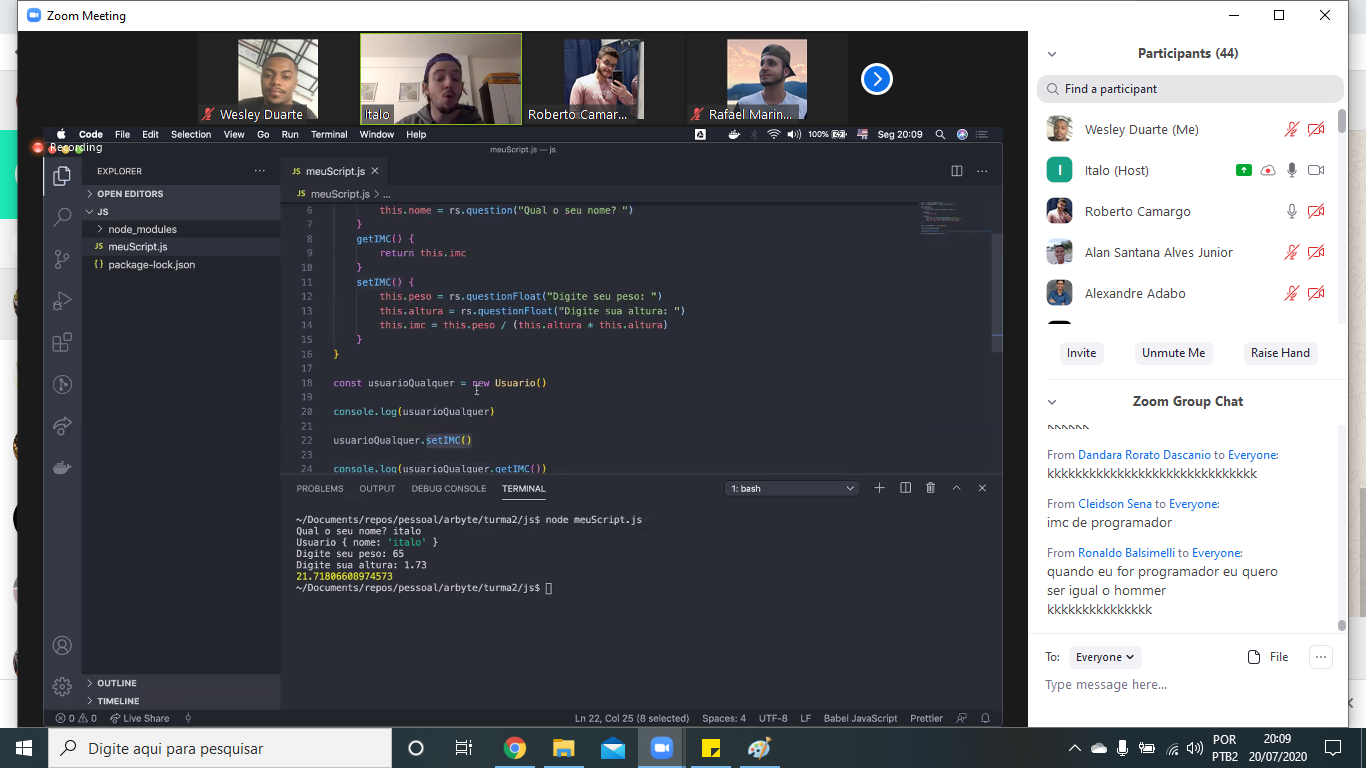 Zoom Meeting
Wesley Duarte
Italo
Roberto Camar...
Rafael Marin...
Code File Edit Selection View Go Run Terminal Window Help
100%
Seg 20:09
Recording
meuScript.js — js
EXPLORER
OPEN EDITORS
JS
node_modules
JS meuScript.js
{} package-lock.json
OUTLINE
TIMELINE
JS meuScript.js
JS meuScript.js > ...
6 this.nome = rs.question("Qual o seu nome? ")
7 }
8 getIMC() {
9 return this.imc
10 }
11 setIMC() {
12 this.peso = rs.questionFloat("Digite seu peso: ")
13 this.altura = rs.questionFloat("Digite sua altura: ")
14 this.imc = this.peso / (this.altura * this.altura)
15 }
16 }
17
18 const usuarioQualquer = new Usuario()
19
20 console.log(usuarioQualquer)
21
22 usuarioQualquer.setIMC()
23
24 console.log(usuarioQualquer.getIMC())
PROBLEMS OUTPUT DEBUG CONSOLE TERMINAL
1: bash
~/Documents/repos/pessoal/arbyte/turma2/js$ node meuScript.js
Qual o seu nome? italo
Usuario { nome: 'italo' }
Digite seu peso: 65
Digite sua altura: 1.73
21.71806608974573
~/Documents/repos/pessoal/arbyte/turma2/js$
0 0 Live Share
Ln 22, Col 25 (8 selected) Spaces: 4 UTF-8 LF Babel JavaScript Prettier
Participants (44)
Find a participant
Wesley Duarte (Me)
I Italo (Host)
Roberto Camargo
Alan Santana Alves Junior
Alexandre Adabo
Invite Unmute Me Raise Hand
Zoom Group Chat
kkkkkk
From Dandara Rorato Dascanio to Everyone:
kkkkkkkkkkkkkkkkkkkkkkkkkkkkkk
From Cleidson Sena to Everyone:
imc de programador
From Ronaldo Balsimelli to Everyone:
quando eu for programador eu quero
ser igual o hommer
kkkkkkkkkkkkkkk
To: Everyone File ...
Type message here...
Digite aqui para pesquisar
POR
PTB2
20:09
20/07/2020